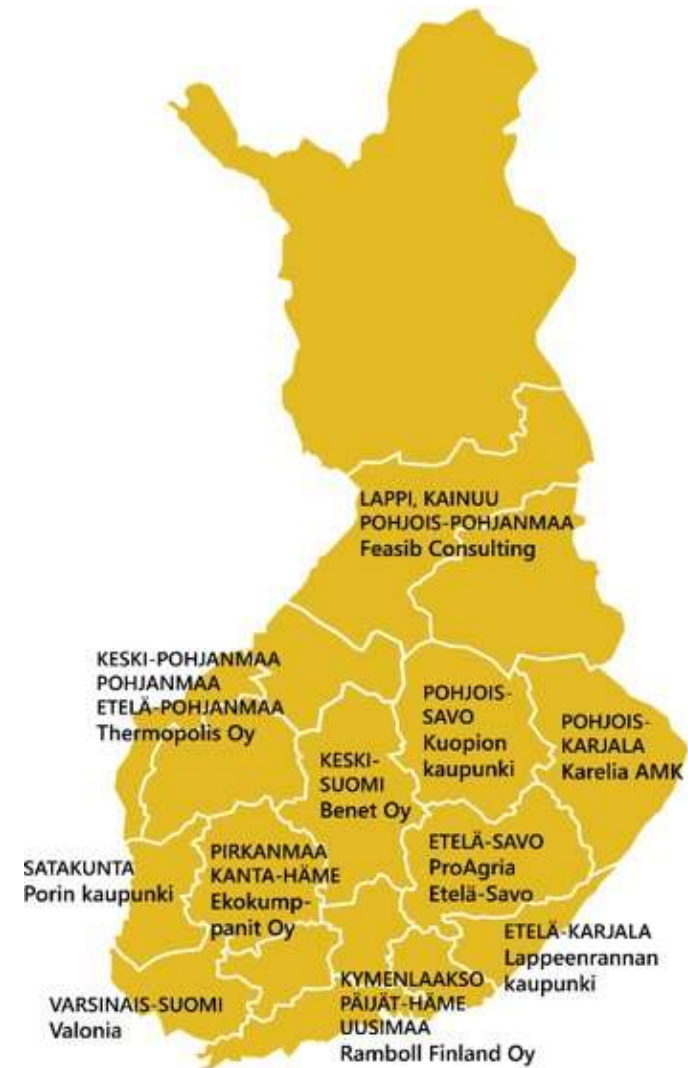 LAPPI, KAINUU
POHJOIS-POHJANMAA
Feasib Consulting
KESKI-POHJANMAA
POHJANMAA
ETELÄ-POHJANMAA
Thermopolis Oy
POHJOIS-
SAVO
Kuopion
kaupunki
POHJOIS-
KARJALA
Karelia AMK
KESKI-
SUOMI
Benet Oy
SATAKUNTA
Porin kaupunki
PIRKANMAA
KANTA-HÄME
Ekokump-
panit Oy
ETELÄ-SAVO
ProAgria
Etelä-Savo
ETELÄ-KARJALA
Lappeenrannan
kaupunki
VARSINAIS-SUOMI
Valonia
KYMENLAAKSO
PÄIJÄT-HÄME
UUSIMAA
Ramboll Finland Oy